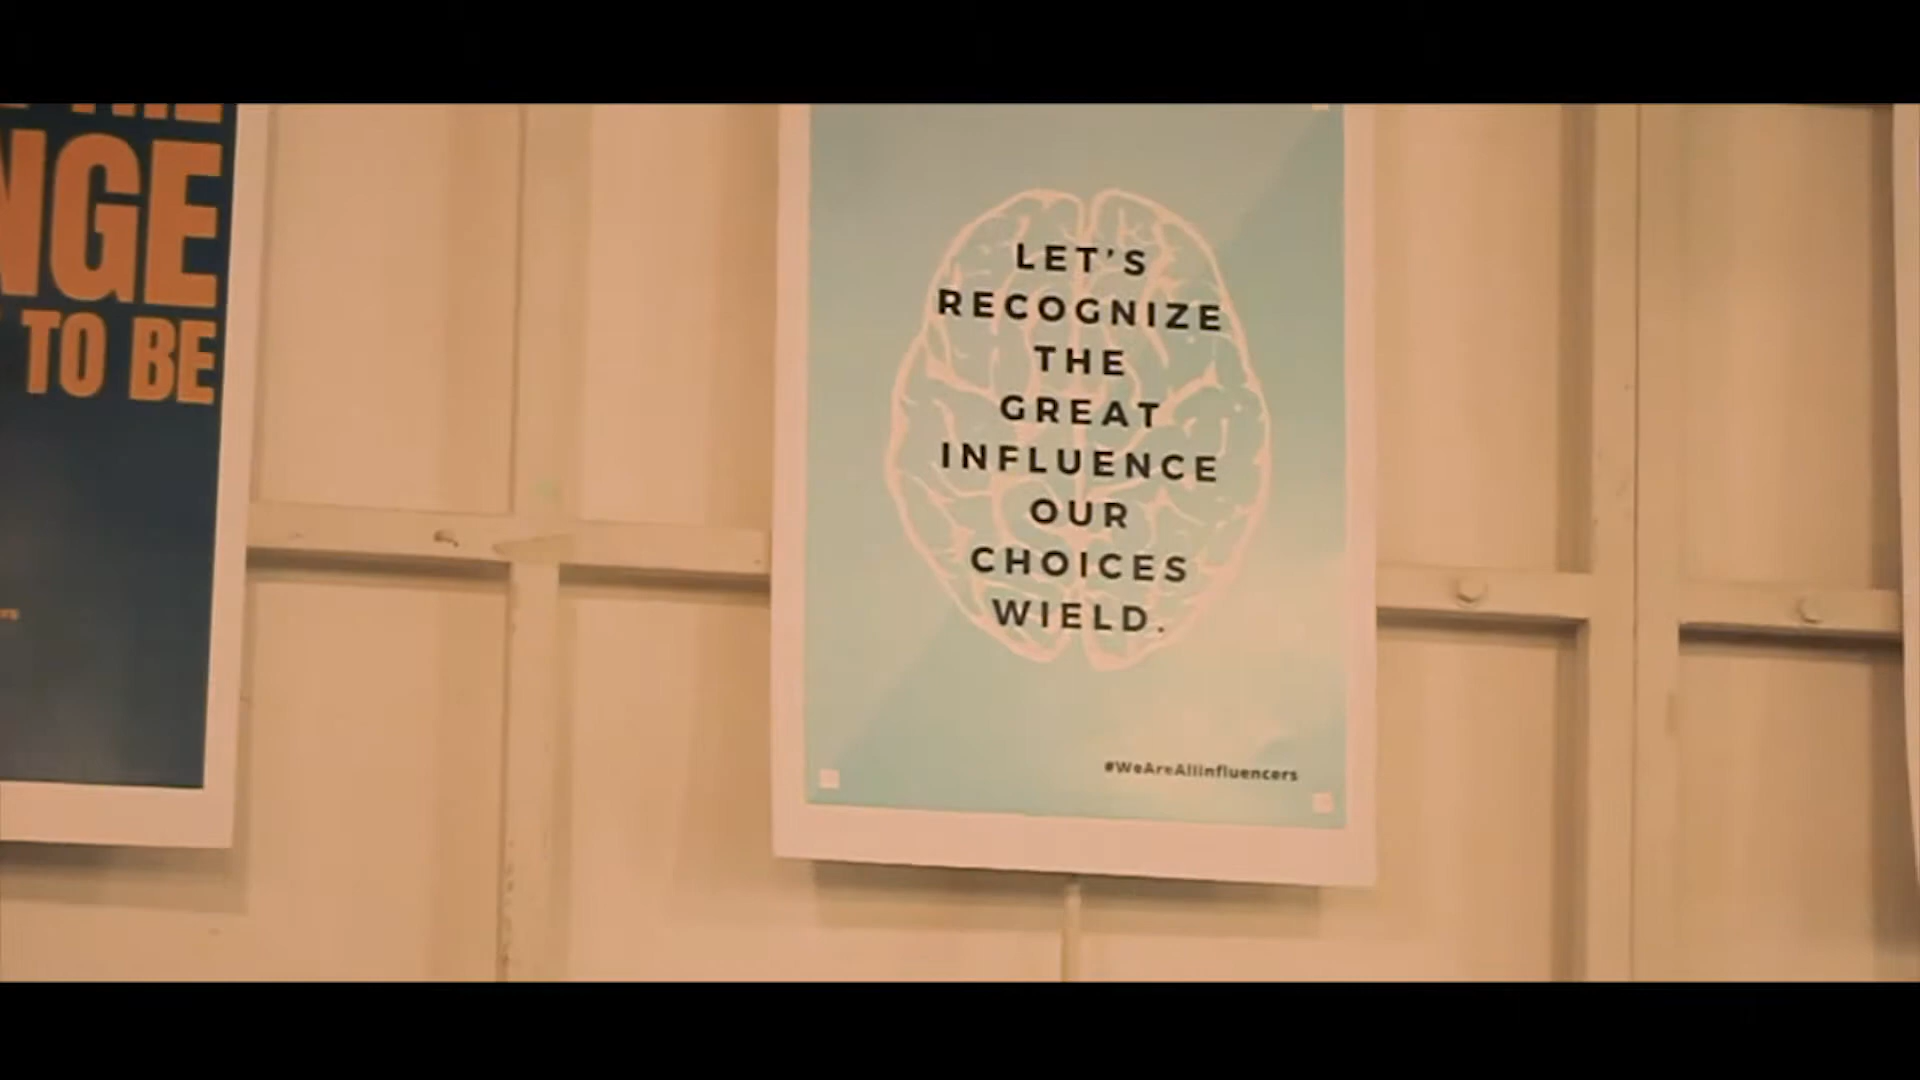 NGE
TO BE
LET'S
RECOGNIZE
THE
GREAT
INFLUENCE
OUR
CHOICES
WIELD.
#WeAreAllinfluencers